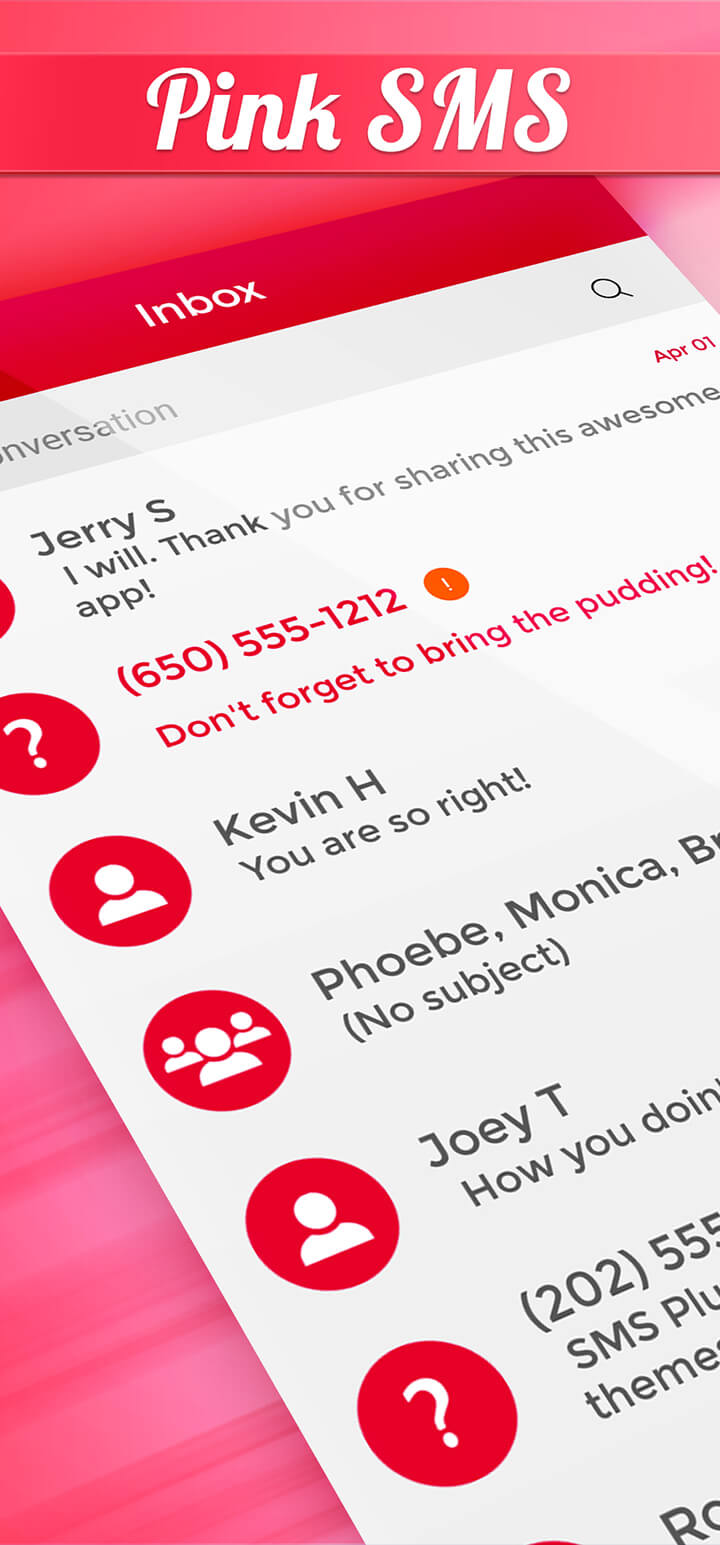 Pink SMS
Inbox
Apr 01
onversation
Jerry S
I will. Thank you for sharing this awesome
app!
(650) 555-1212 !
Don't forget to bring the pudding!
?
Kevin H
You are so right!
Phoebe, Monica, Br
(No subject)
Joey T
How you doin'
(202) 555
SMS Plu
themes
?
Ro